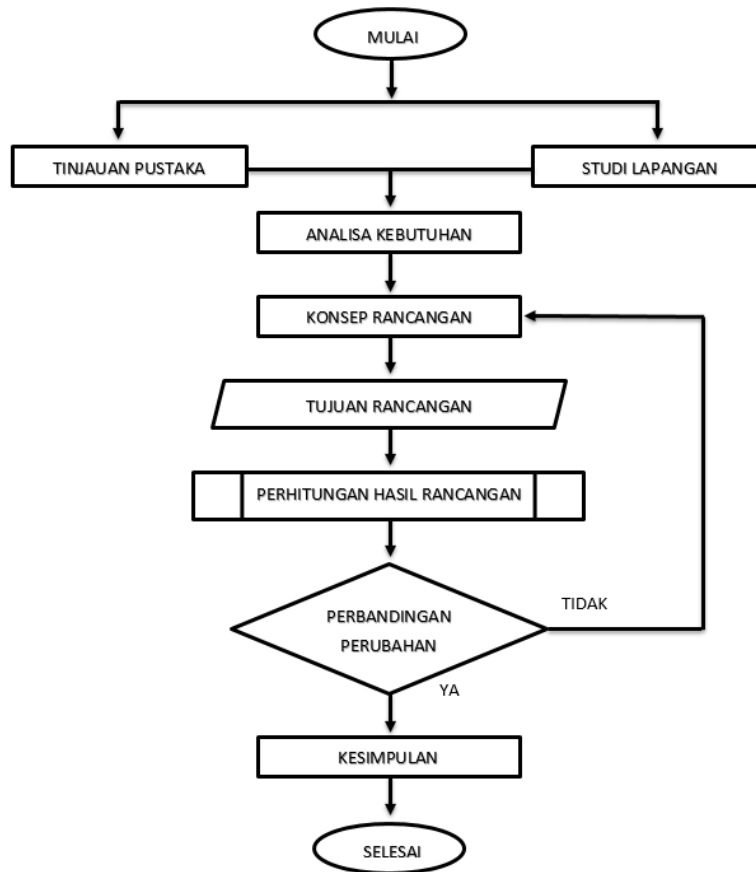 MULAI
TINJAUAN PUSTAKA
STUDI LAPANGAN
ANALISA KEBUTUHAN
KONSEP RANCANGAN
TUJUAN RANCANGAN
PERHITUNGAN HASIL RANCANGAN
PERBANDINGAN
PERUBAHAN
TIDAK
YA
KESIMPULAN
SELESAI